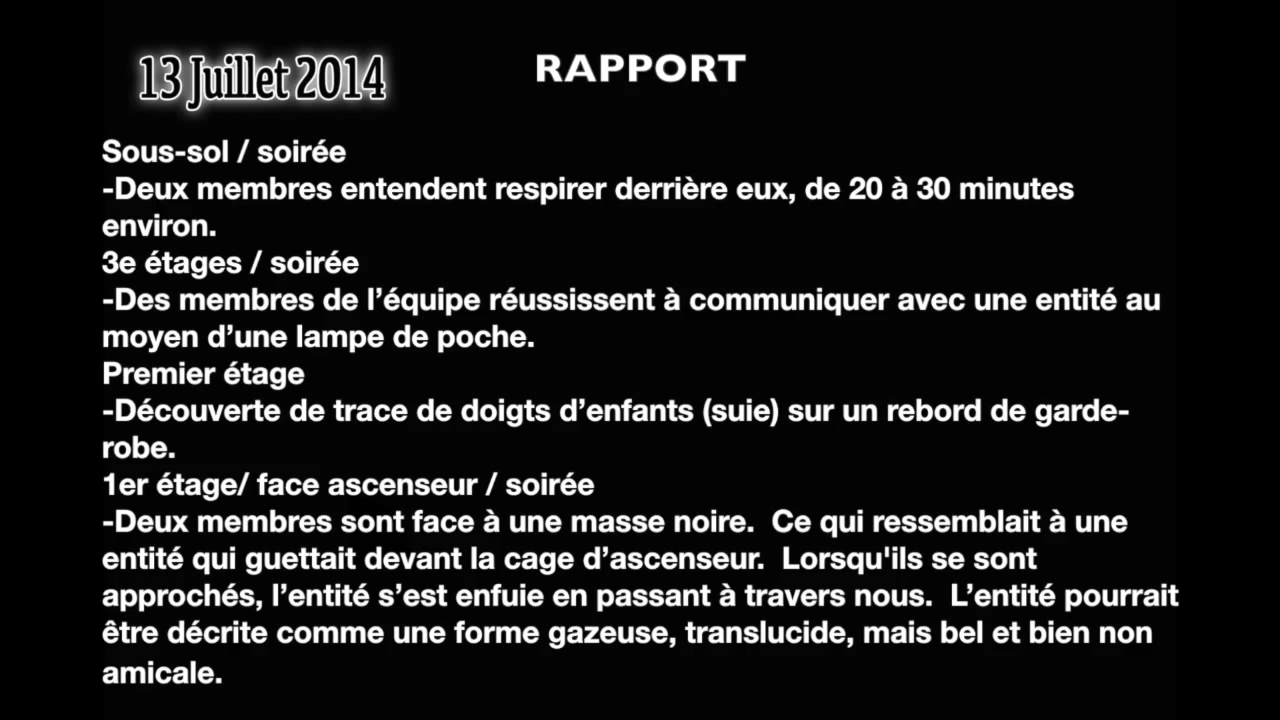 13 Juillet 2014
RAPPORT
Sous-sol / soirée
-Deux membres entendent respirer derrière eux, de 20 à 30 minutes
environ.
3e étages / soirée
-Des membres de l’équipe réussissent à communiquer avec une entité au
moyen d’une lampe de poche.
Premier étage
-Découverte de trace de doigts d’enfants (suie) sur un rebord de garde-
robe.
1er étage/ face ascenseur / soirée
-Deux membres sont face à une masse noire.  Ce qui ressemblait à une
entité qui guettait devant la cage d’ascenseur.  Lorsqu'ils se sont
approchés, l’entité s’est enfuie en passant à travers nous.  L’entité pourrait
être décrite comme une forme gazeuse, translucide, mais bel et bien non
amicale.